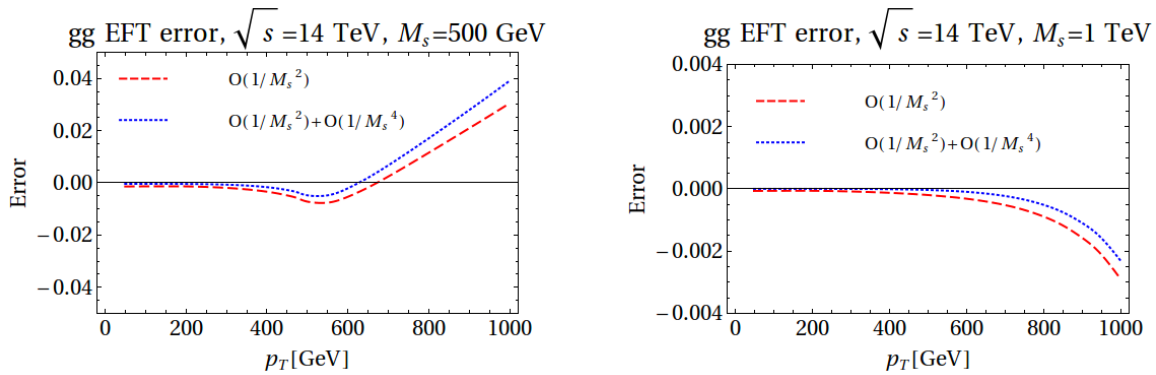 gg EFT error, √s =14 TeV, Mₛ=500 GeV
0.04
0.02
0.00
−0.02
−0.04
Error
O(1/Mₛ²)
O(1/Mₛ²)+O(1/Mₛ⁴)
0
200
400
600
800
1000
p_T[GeV]
gg EFT error, √s =14 TeV, Mₛ=1 TeV
0.004
0.002
0.000
−0.002
−0.004
Error
O(1/Mₛ²)
O(1/Mₛ²)+O(1/Mₛ⁴)
0
200
400
600
800
1000
p_T[GeV]